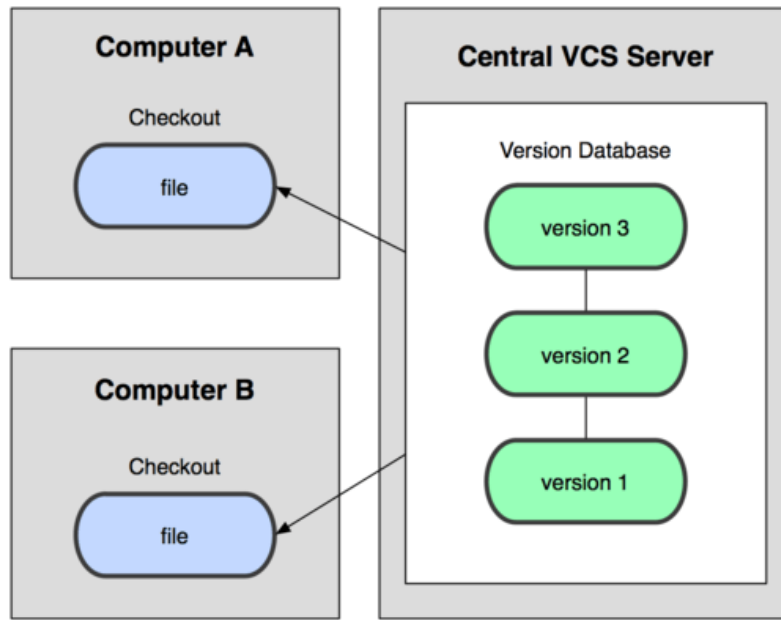 Computer A
Checkout
file
Computer B
Checkout
file
Central VCS Server
Version Database
version 3
version 2
version 1